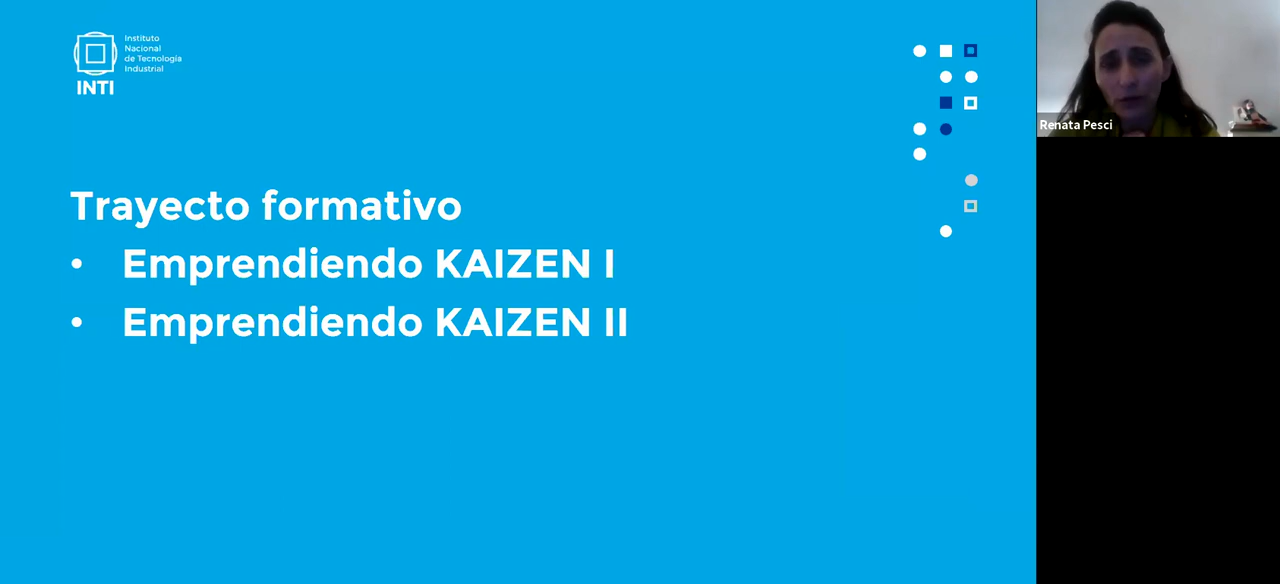 Instituto
Nacional
de Tecnología
Industrial
INTI
Trayecto formativo
• Emprendiendo KAIZEN I
• Emprendiendo KAIZEN II
Renata Pesci